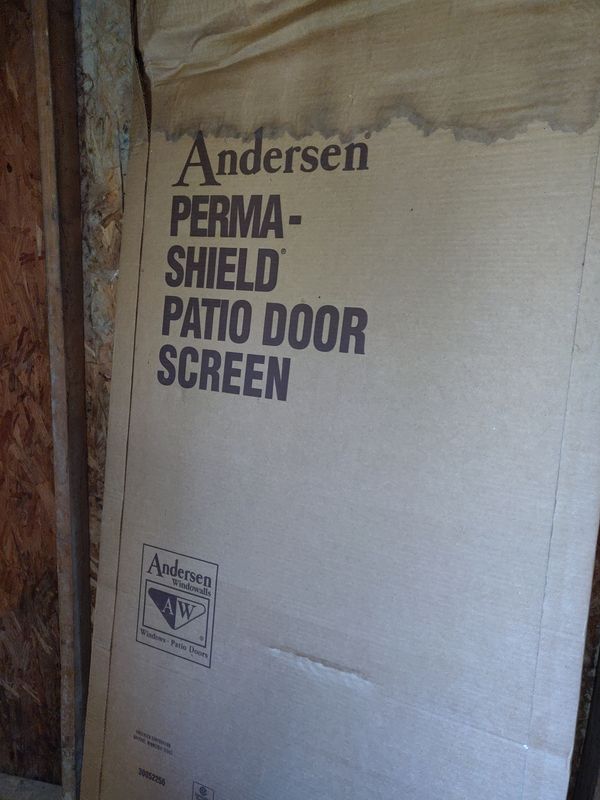 Andersen®
PERMA-
SHIELD®
PATIO DOOR
SCREEN
Andersen
Windowalls
AW
®
Windows · Patio Doors